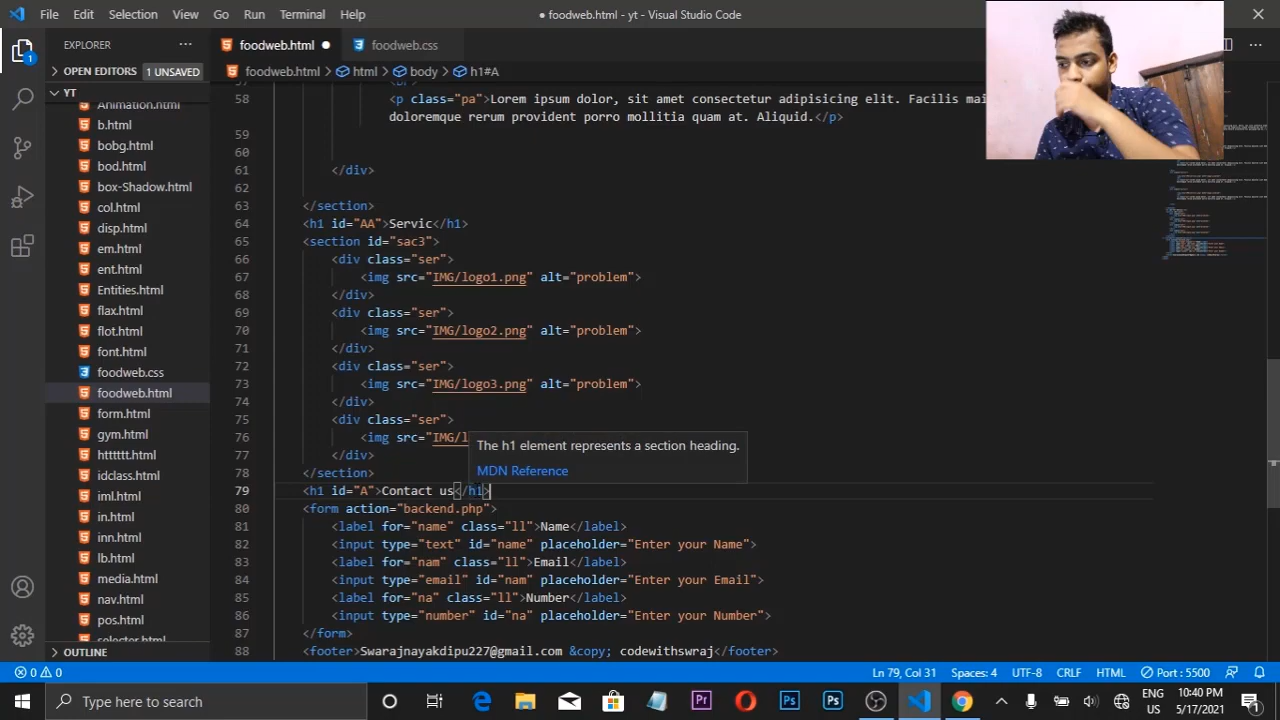 File Edit Selection View Go Run Terminal Help
● foodweb.html - yt - Visual Studio Code
EXPLORER
OPEN EDITORS 1 UNSAVED
YT
Animation.html
b.html
bobg.html
bod.html
box-Shadow.html
col.html
disp.html
em.html
ent.html
Entities.html
flax.html
flot.html
font.html
foodweb.css
foodweb.html
form.html
gym.html
htttttt.html
idclass.html
iml.html
in.html
inn.html
lb.html
media.html
nav.html
pos.html
selecter.html
OUTLINE
foodweb.html ● foodweb.css
foodweb.html > html > body > h1#A
58 <p class="pa">Lorem ipsum dolor, sit amet consectetur adipisicing elit. Facilis
doloremque rerum provident porro mollitia quam at. Aliquid.</p>
59
60
61 </div>
62
63 </section>
64 <h1 id="AA">Servic</h1>
65 <section id="sac3">
66 <div class="ser">
67 <img src="IMG/logo1.png" alt="problem">
68 </div>
69 <div class="ser">
70 <img src="IMG/logo2.png" alt="problem">
71 </div>
72 <div class="ser">
73 <img src="IMG/logo3.png" alt="problem">
74 </div>
75 <div class="ser">
76 <img src="IMG/
The h1 element represents a section heading.
MDN Reference
77 </div>
78 </section>
79 <h1 id="A">Contact us</h1>
80 <form action="backend.php">
81 <label for="name" class="ll">Name</label>
82 <input type="text" id="name" placeholder="Enter your Name">
83 <label for="nam" class="ll">Email</label>
84 <input type="email" id="nam" placeholder="Enter your Email">
85 <label for="na" class="ll">Number</label>
86 <input type="number" id="na" placeholder="Enter your Number">
87 </form>
88 <footer>Swarajnayakdipu227@gmail.com &copy; codewithswraj</footer>
0 0 Ln 79, Col 31 Spaces: 4 UTF-8 CRLF HTML Port : 5500
Type here to search
ENG
US
10:40 PM
5/17/2021